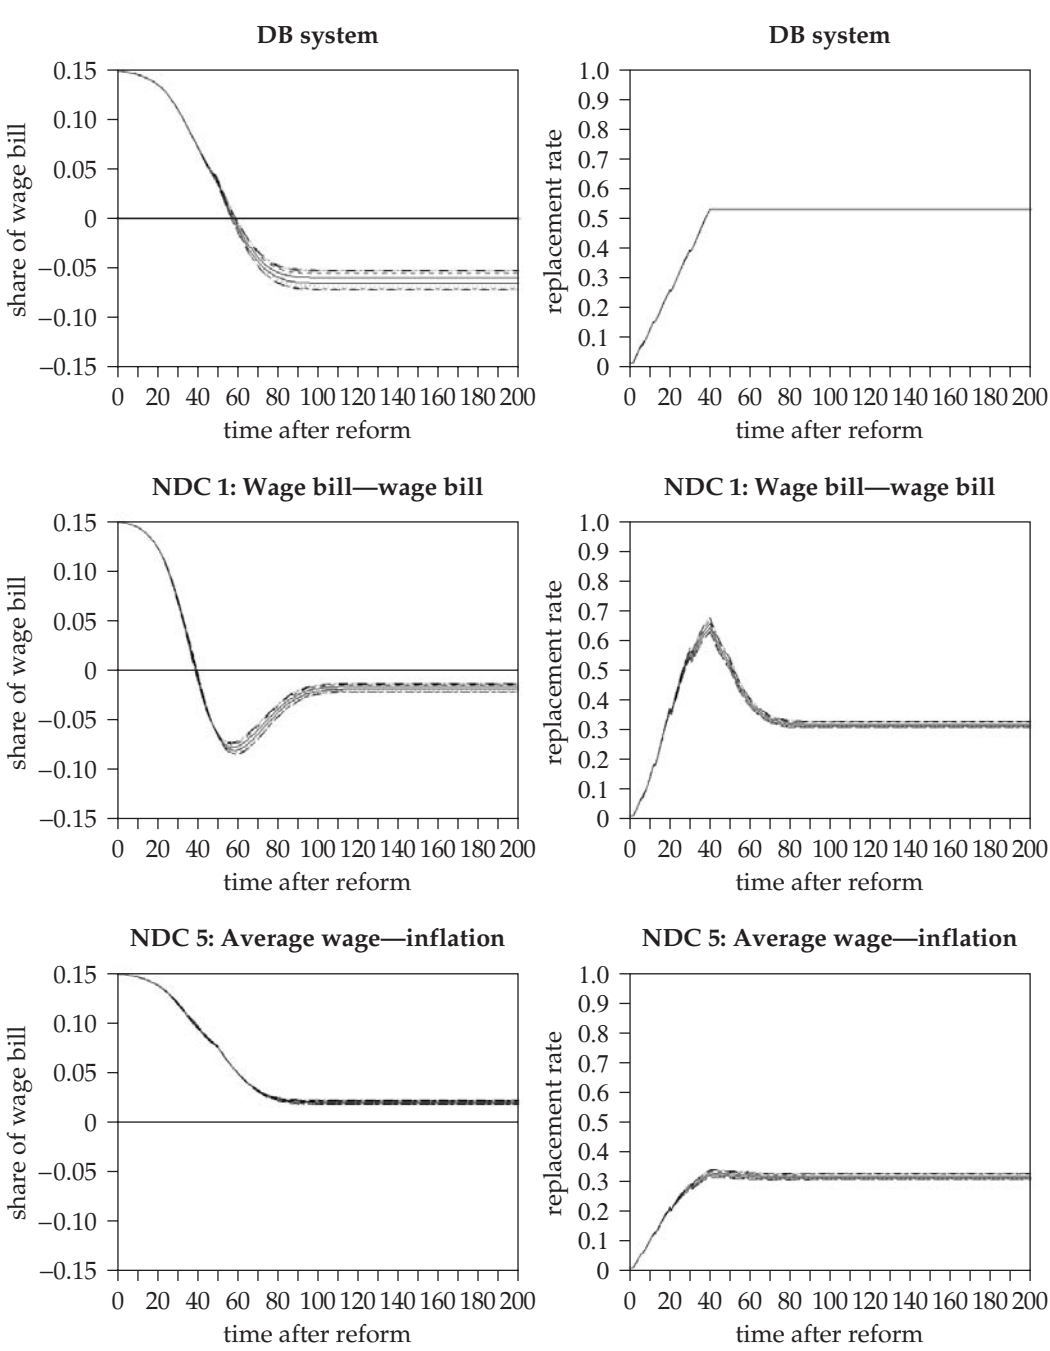 DB system
share of wage bill
0.15
0.10
0.05
0
–0.05
–0.10
–0.15
0 20 40 60 80 100 120 140 160 180 200
time after reform
DB system
replacement rate
1.0
0.9
0.8
0.7
0.6
0.5
0.4
0.3
0.2
0.1
0
0 20 40 60 80 100 120 140 160 180 200
time after reform
NDC 1: Wage bill—wage bill
share of wage bill
0.15
0.10
0.05
0
–0.05
–0.10
–0.15
0 20 40 60 80 100 120 140 160 180 200
time after reform
NDC 1: Wage bill—wage bill
replacement rate
1.0
0.9
0.8
0.7
0.6
0.5
0.4
0.3
0.2
0.1
0
0 20 40 60 80 100 120 140 160 180 200
time after reform
NDC 5: Average wage—inflation
share of wage bill
0.15
0.10
0.05
0
–0.05
–0.10
–0.15
0 20 40 60 80 100 120 140 160 180 200
time after reform
NDC 5: Average wage—inflation
replacement rate
1.0
0.9
0.8
0.7
0.6
0.5
0.4
0.3
0.2
0.1
0
0 20 40 60 80 100 120 140 160 180 200
time after reform